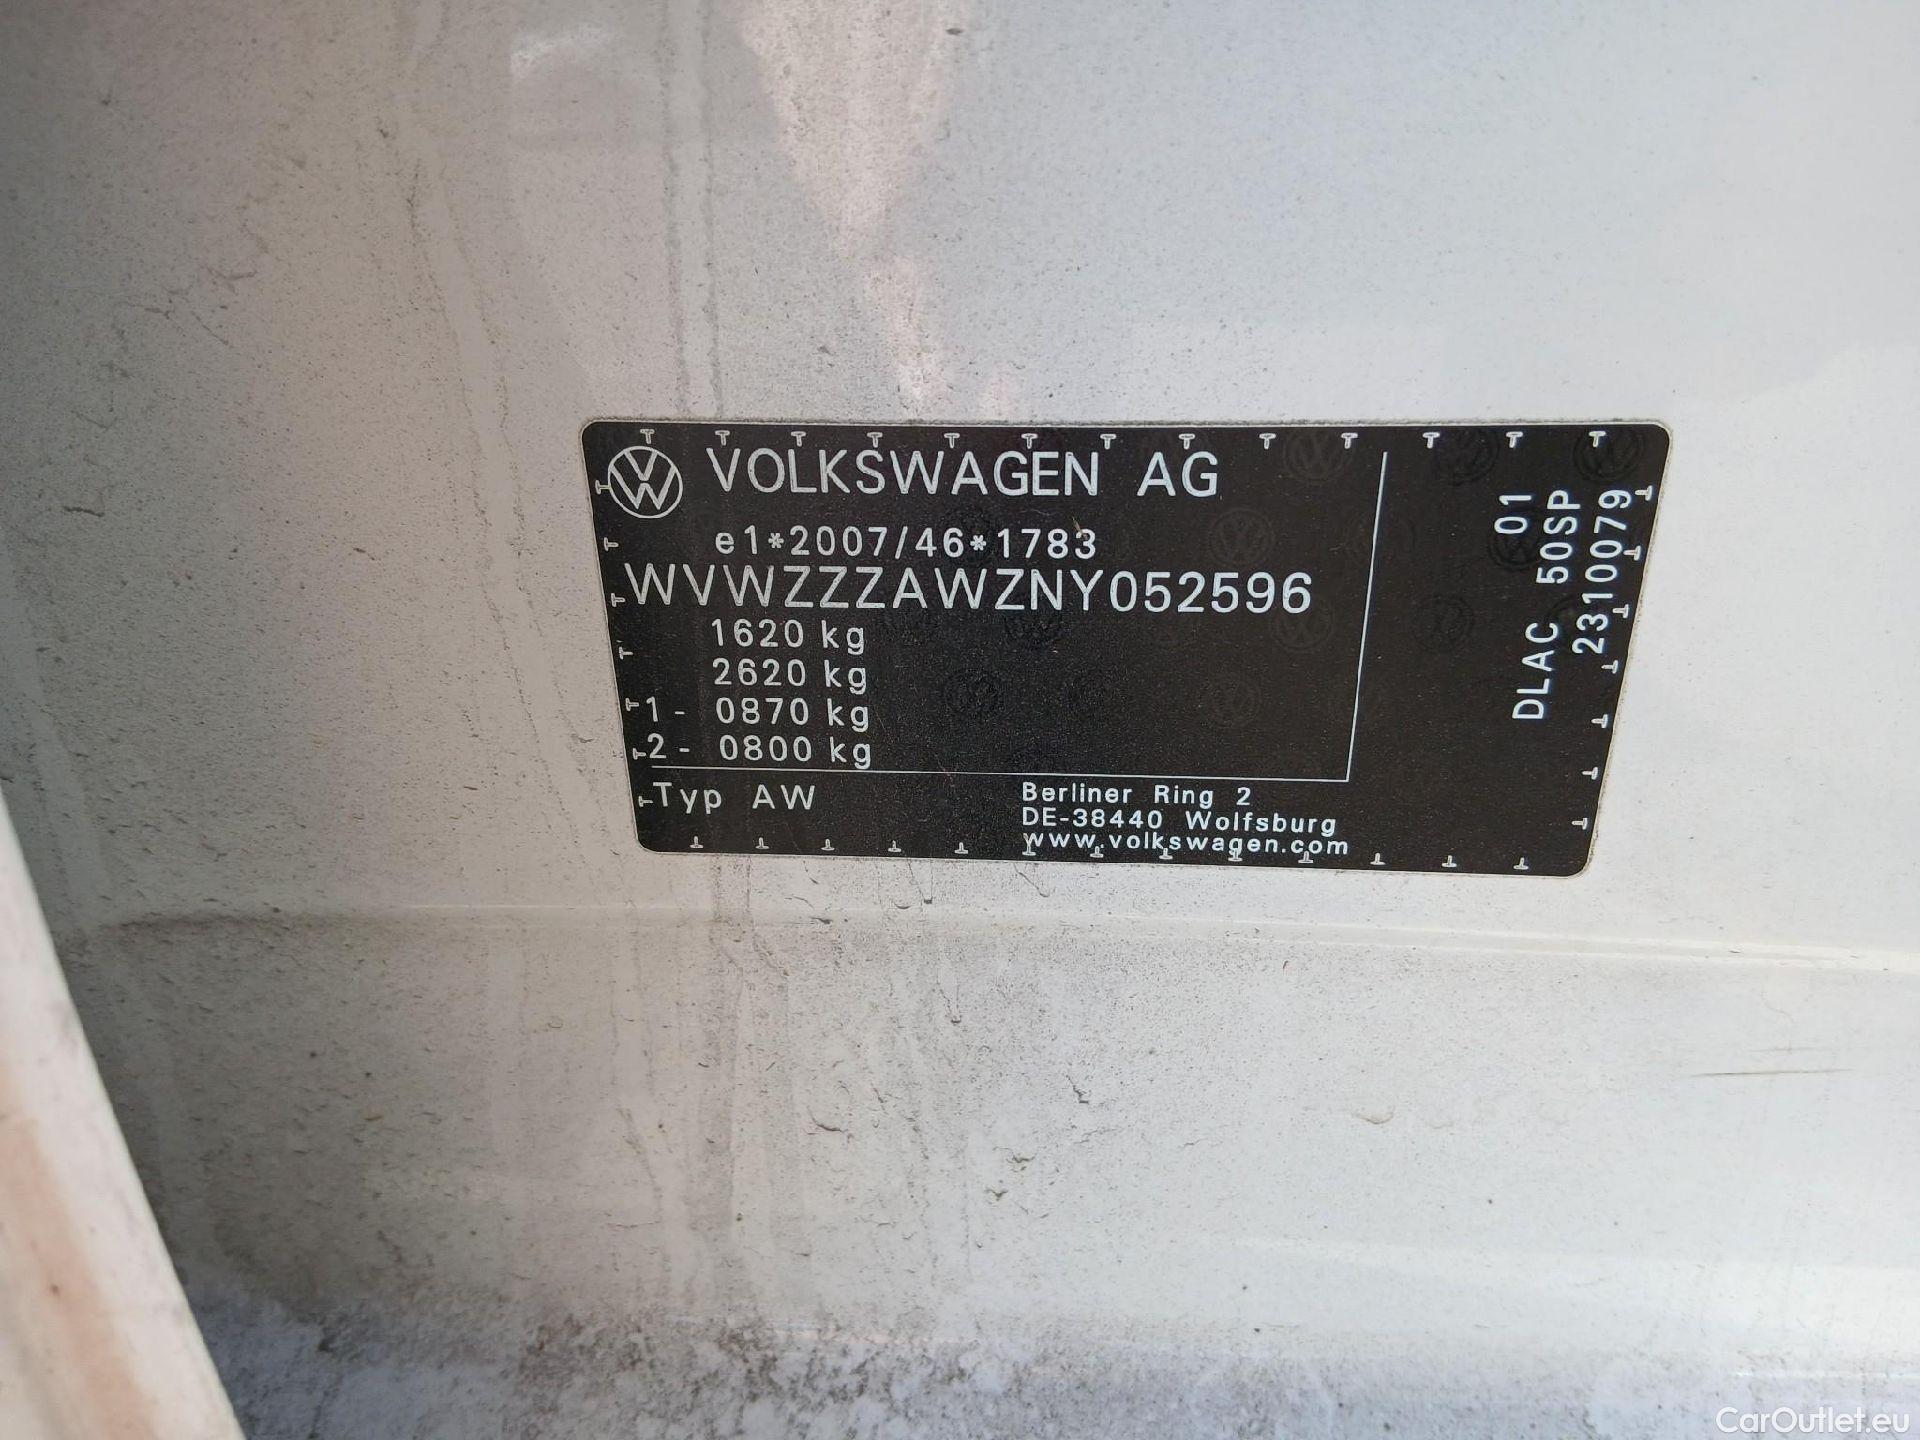 VOLKSWAGEN AG
e1*2007/46*1783
WVWZZZAWZNY052596
1620 kg
2620 kg
1- 0870 kg
2- 0800 kg
Typ AW
Berliner Ring 2
DE-38440 Wolfsburg
www.volkswagen.com
DLAC 01
50SP
23100079
CarOutlet.eu